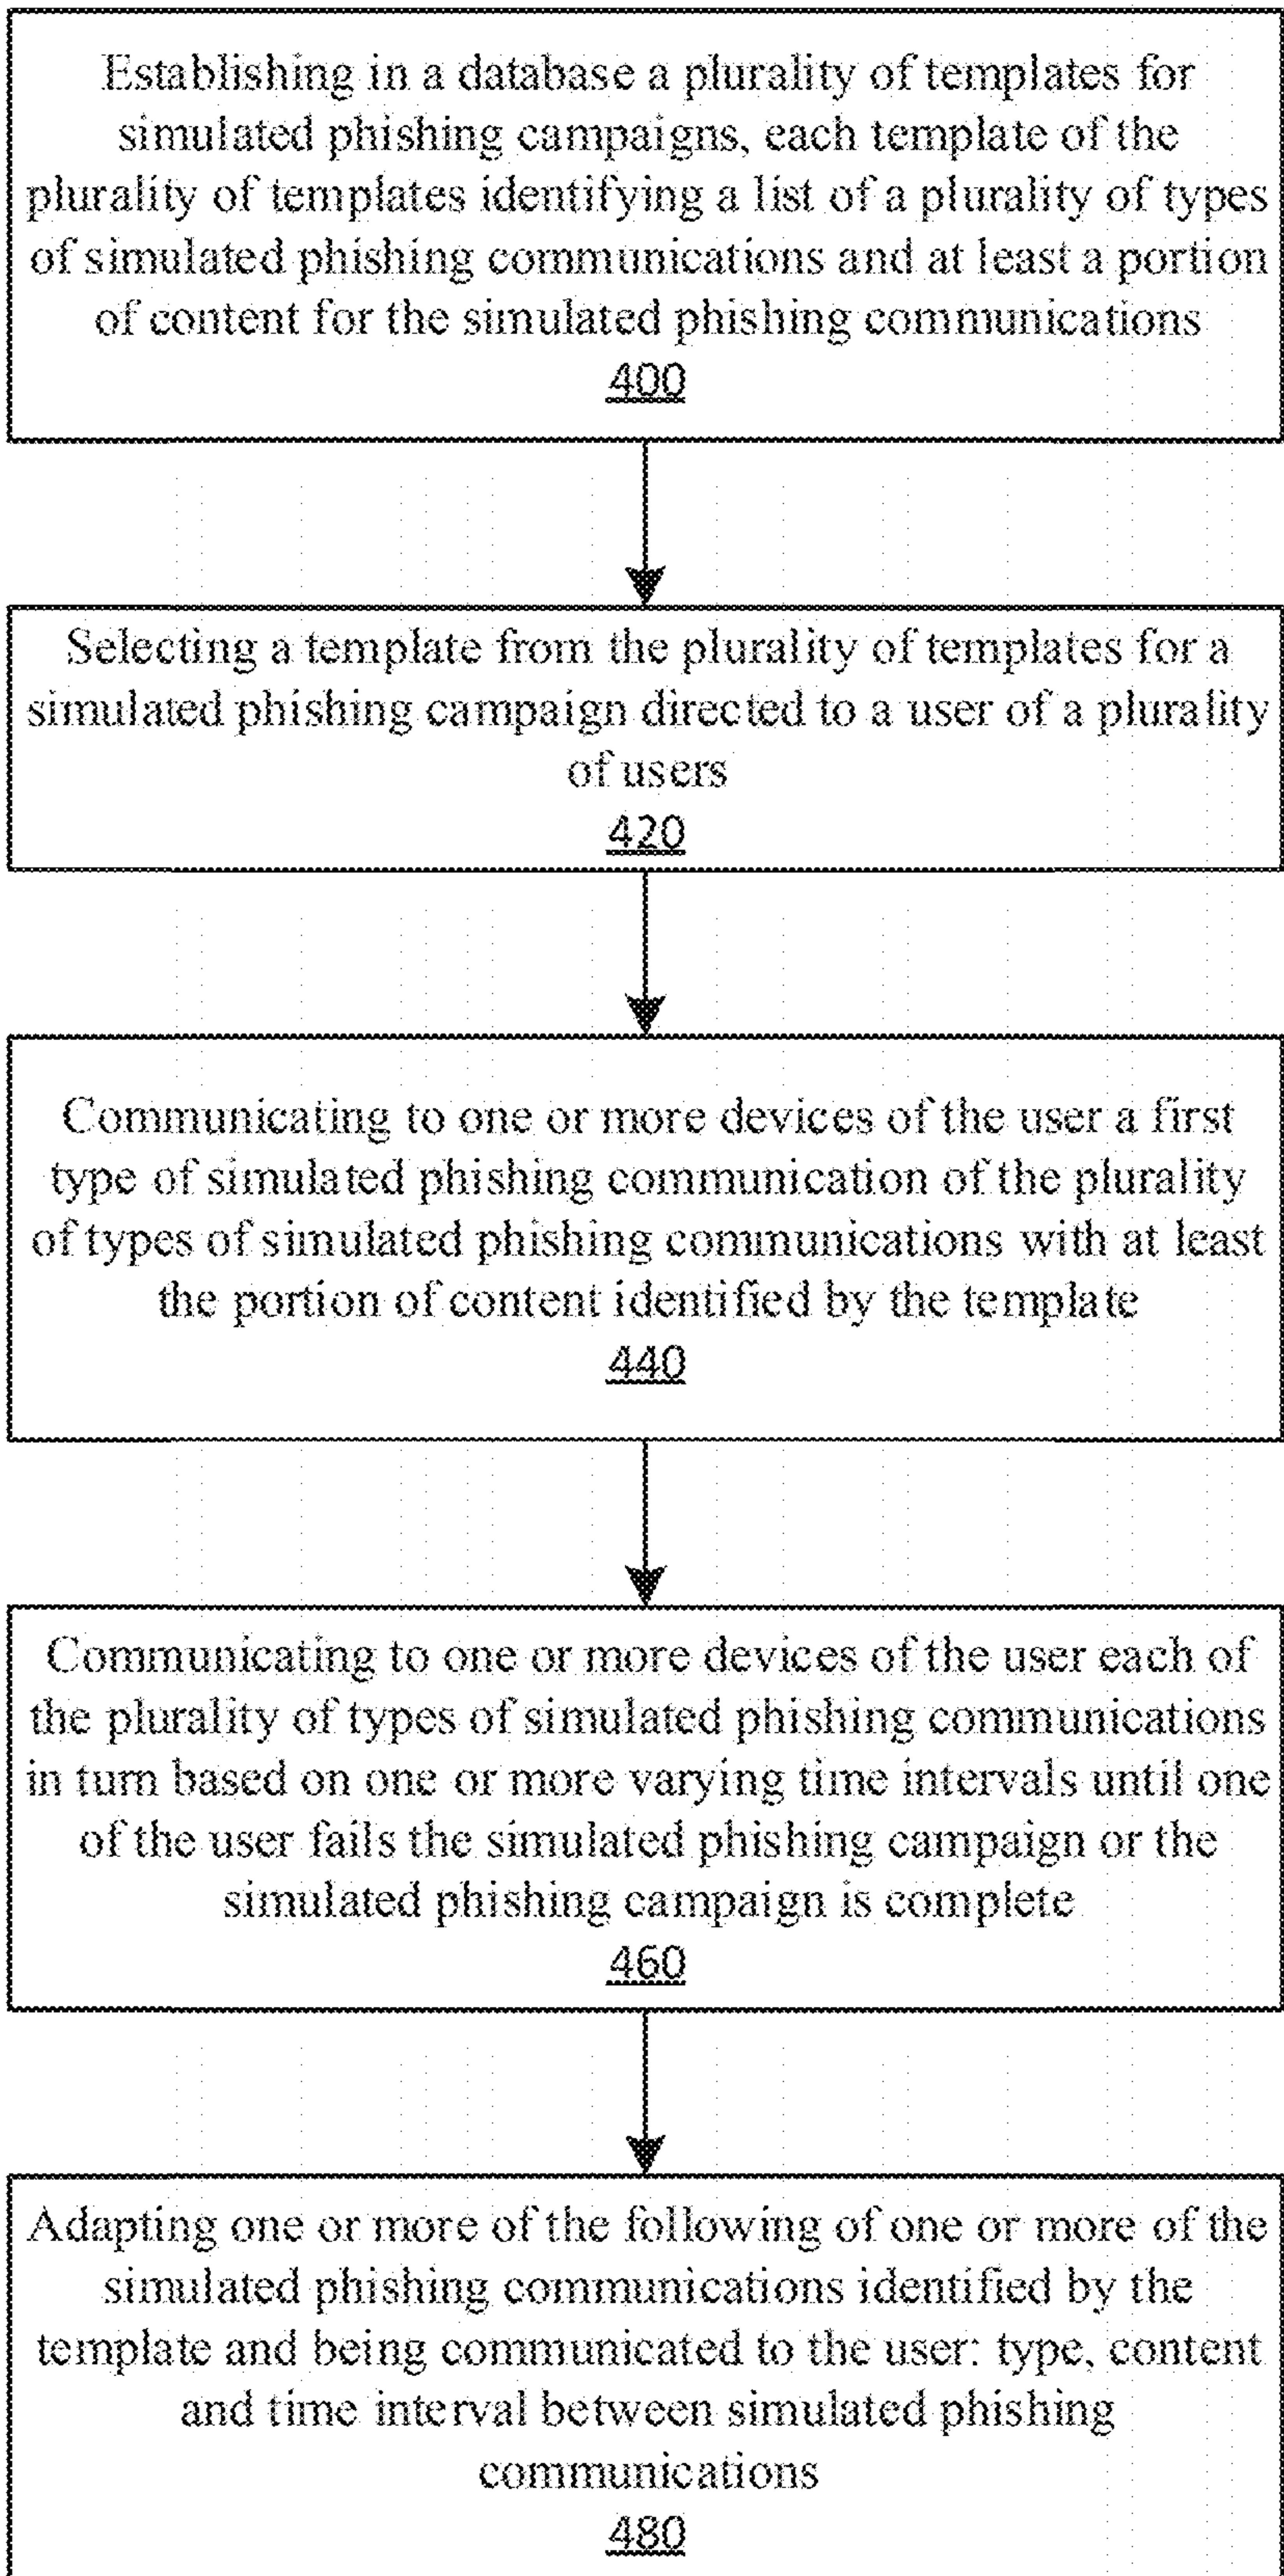 Establishing in a database a plurality of templates for
simulated phishing campaigns, each template of the
plurality of templates identifying a list of a plurality of types
of simulated phishing communications and at least a portion
of content for the simulated phishing communications
400
Selecting a template from the plurality of templates for a
simulated phishing campaign directed to a user of a plurality
of users
420
Communicating to one or more devices of the user a first
type of simulated phishing communication of the plurality
of types of simulated phishing communications with at least
the portion of content identified by the template
440
Communicating to one or more devices of the user each of
the plurality of types of simulated phishing communications
in turn based on one or more varying time intervals until one
of the user fails the simulated phishing campaign or the
simulated phishing campaign is complete
460
Adapting one or more of the following of one or more of the
simulated phishing communications identified by the
template and being communicated to the user: type, content
and time interval between simulated phishing
communications
480